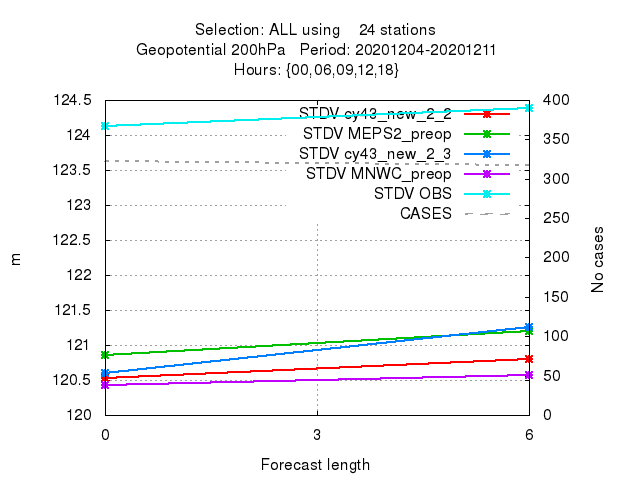 Selection: ALL using    24 stations
Geopotential 200hPa   Period: 20201204-20201211
Hours: {00,06,09,12,18}
124.5
124
123.5
123
122.5
122
121.5
121
120.5
120
400
350
300
250
200
150
100
50
0
STDV cy43_new_2_2
STDV MEPS2_preop
STDV cy43_new_2_3
STDV MNWC_preop
STDV OBS
CASES
m
No cases
0
3
6
Forecast length